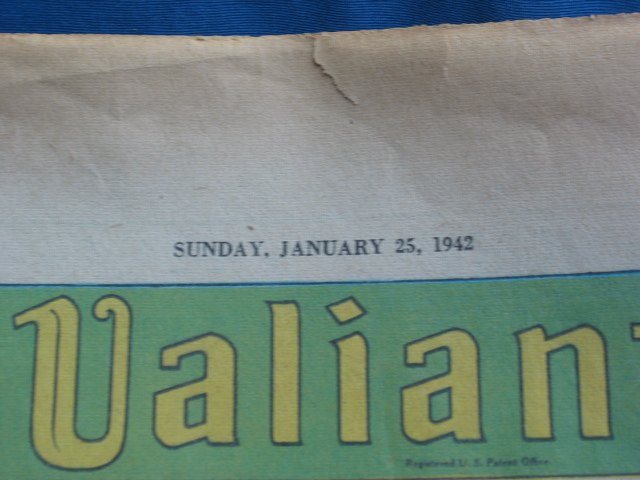 SUNDAY, JANUARY 25, 1942
Valian
Registered U. S. Patent Office